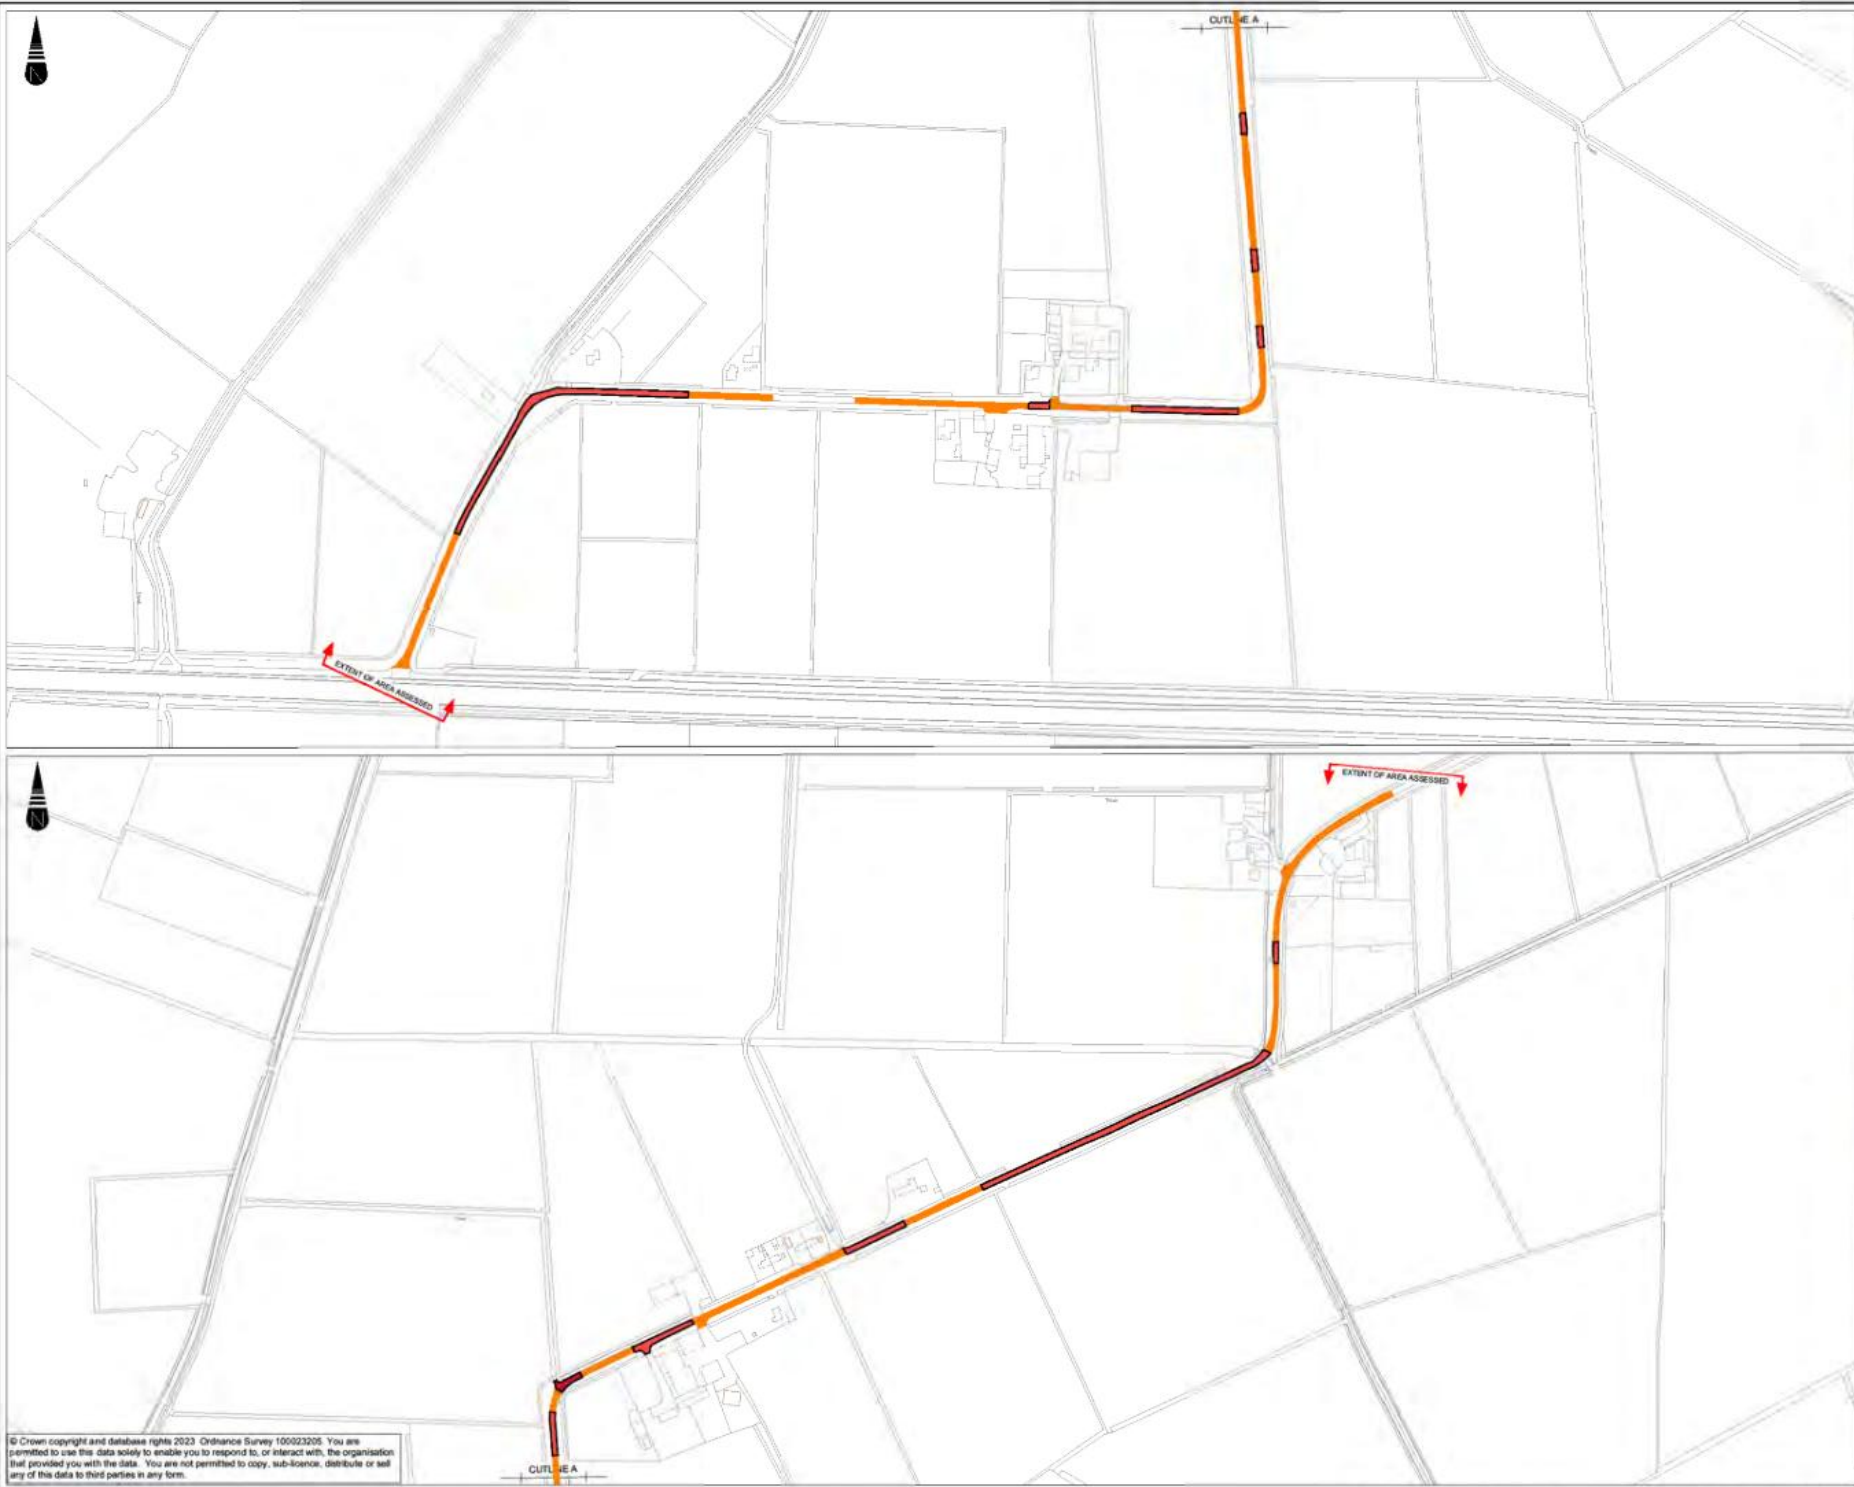 CUTLINE A
N
EXTENT OF AREA ASSESSED
EXTENT OF AREA ASSESSED
N
© Crown copyright and database rights 2023 Ordnance Survey 100023205. You are
permitted to use this data solely to enable you to respond to, or interact with, the organisation
that provided you with the data. You are not permitted to copy, sub-licence, distribute or sell
any of this data to third parties in any form.
CUTLINE A